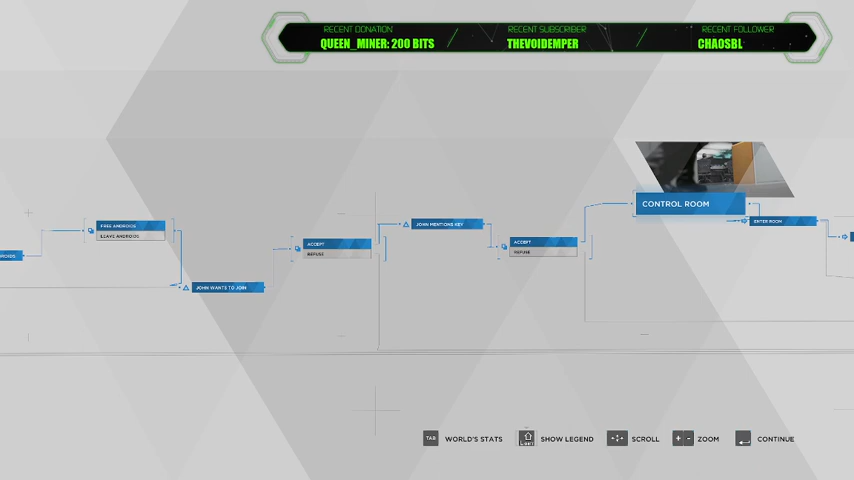 RECENT DONATION
QUEEN_MINER: 200 BITS
RECENT SUBSCRIBER
THEVOIDEMPER
RECENT FOLLOWER
CHAOSBL
CONTROL ROOM
ENTER ROOM
FREE ANDROIDS
LEAVE ANDROIDS
JOHN MENTIONS KEY
ACCEPT
REFUSE
ACCEPT
REFUSE
JOHN WANTS TO JOIN
TAB WORLD'S STATS
SHOW LEGEND
SCROLL
+ - ZOOM
CONTINUE